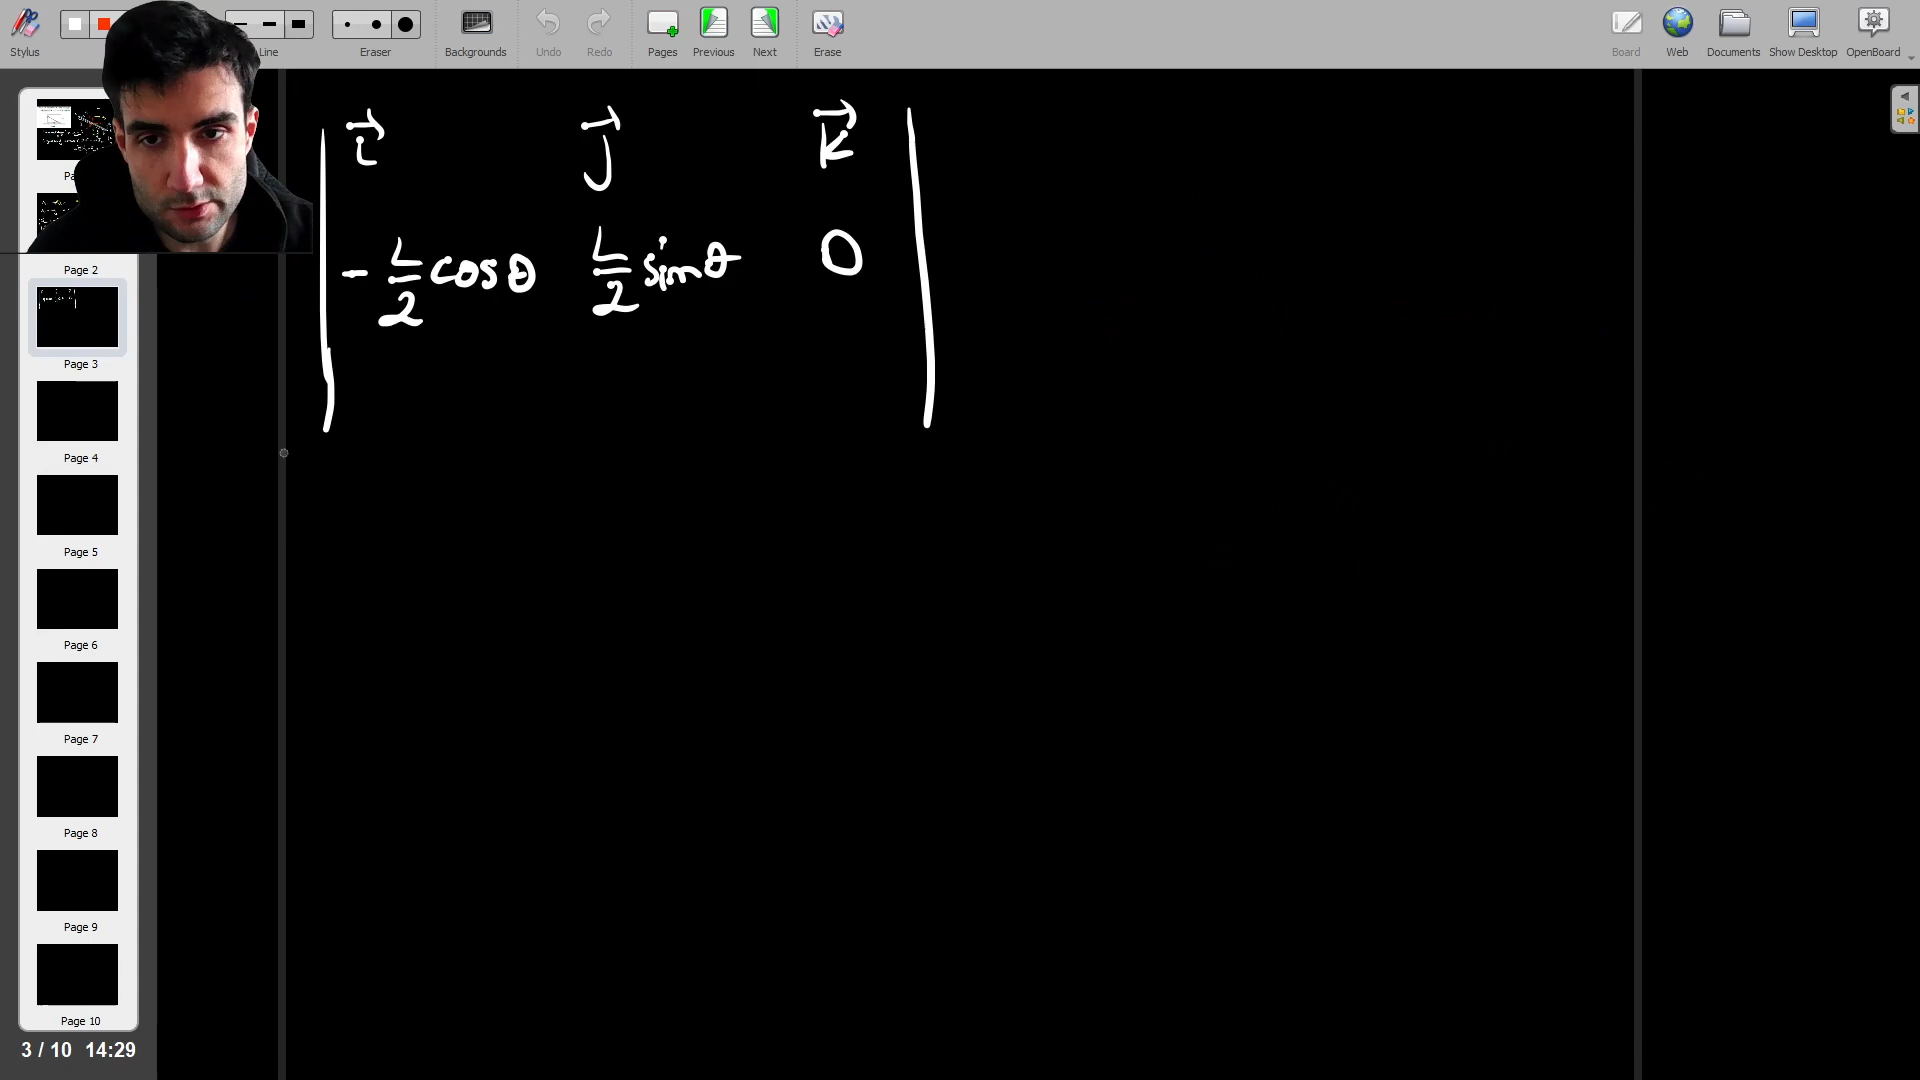 Stylus
Line
Eraser
Backgrounds
Undo
Redo
Pages
Previous
Next
Erase
Board
Web
Documents
Show Desktop
OpenBoard
i⃗ j⃗ k⃗
- L/2 cosθ L/2 sinθ 0
Page 2
Page 3
Page 4
Page 5
Page 6
Page 7
Page 8
Page 9
Page 10
3 / 10 14:29